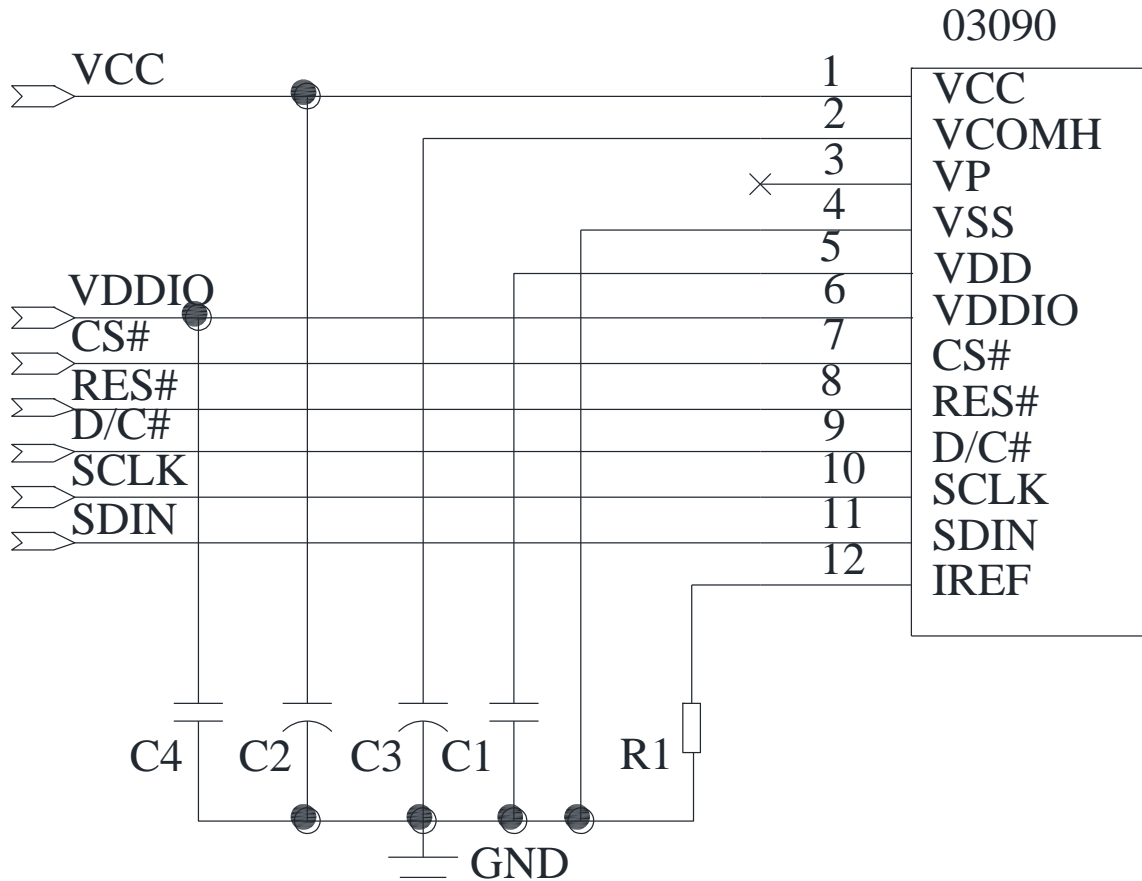 03090
VCC
1
VCC
2
VCOMH
3
VP
4
VSS
5
VDD
VDDIO
6
VDDIO
CS#
7
CS#
RES#
8
RES#
D/C#
9
D/C#
SCLK
10
SCLK
SDIN
11
SDIN
12
IREF
C4
C2
C3
C1
R1
GND